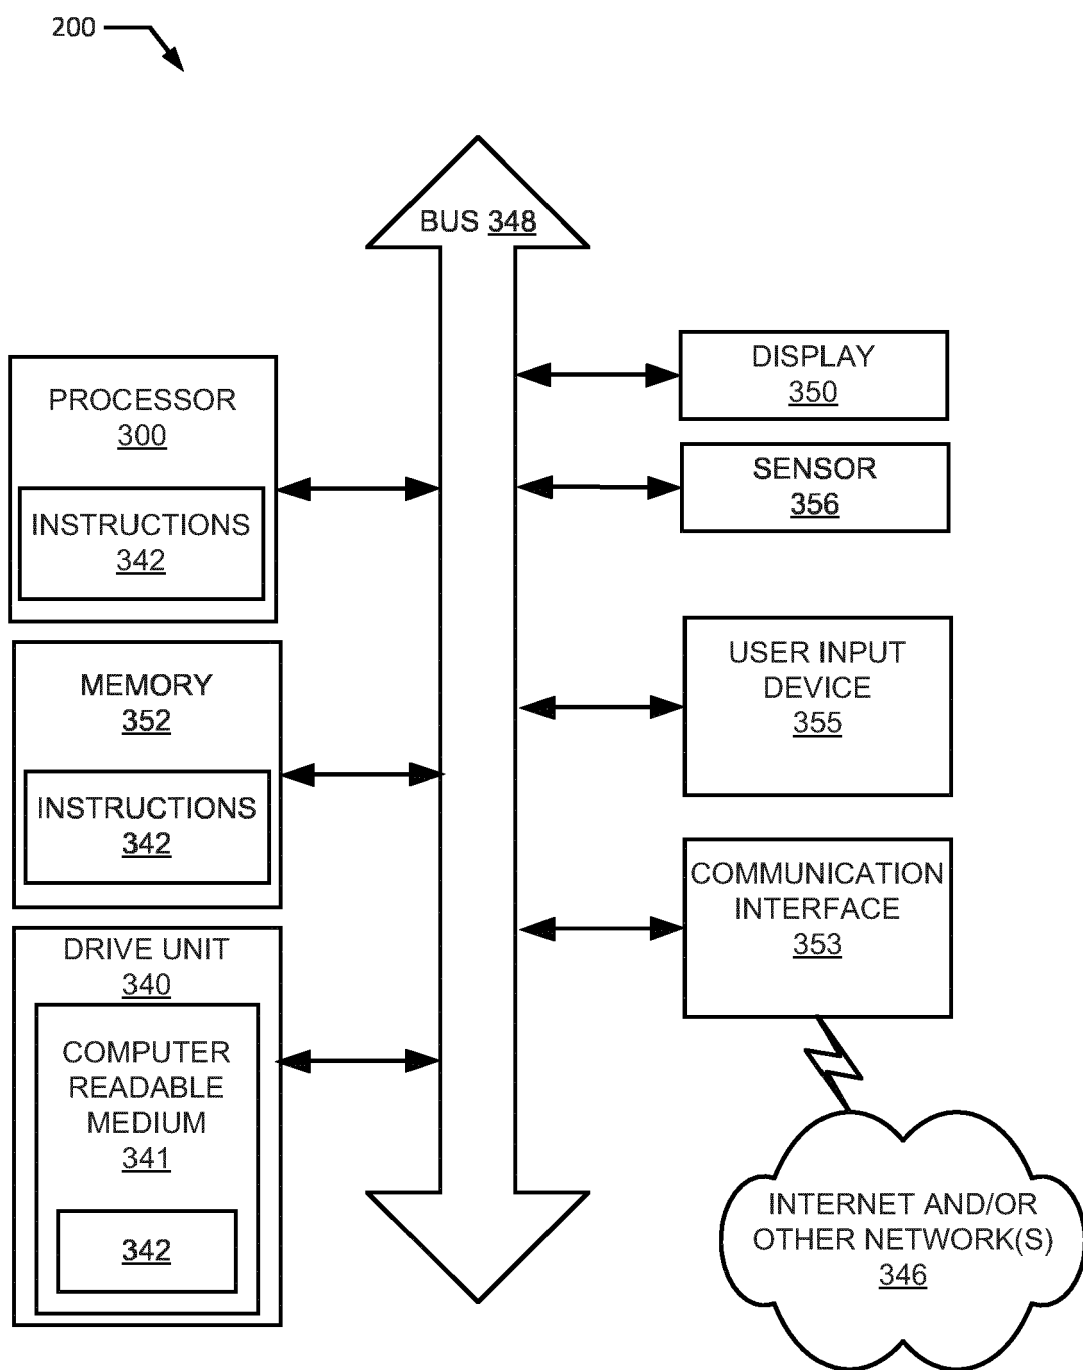 200
BUS 348
PROCESSOR
300
INSTRUCTIONS
342
MEMORY
352
INSTRUCTIONS
342
DRIVE UNIT
340
COMPUTER
READABLE
MEDIUM
341
342
DISPLAY
350
SENSOR
356
USER INPUT
DEVICE
355
COMMUNICATION
INTERFACE
353
INTERNET AND/OR
OTHER NETWORK(S)
346